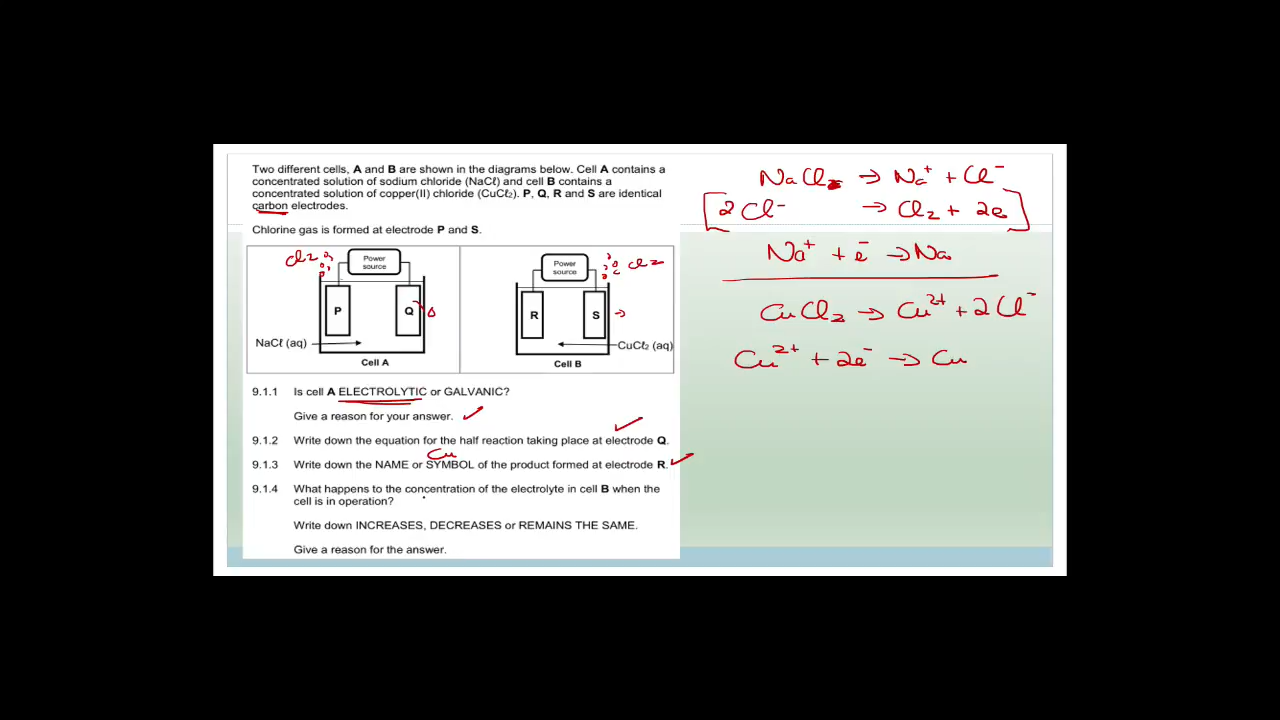 Two different cells, A and B are shown in the diagrams below. Cell A contains a
concentrated solution of sodium chloride (NaCℓ) and cell B contains a
concentrated solution of copper(II) chloride (CuCℓ₂). P, Q, R and S are identical
carbon electrodes.
Chlorine gas is formed at electrode P and S.
Cl2
Power
source
P
Q
NaCℓ (aq)
Cell A
Cl2
Power
source
R
S
CuCℓ₂ (aq)
Cell B
9.1.1 Is cell A ELECTROLYTIC or GALVANIC?
Give a reason for your answer. ✓
9.1.2 Write down the equation for the half reaction taking place at electrode Q. ✓
Cu
9.1.3 Write down the NAME or SYMBOL of the product formed at electrode R. ✓
9.1.4 What happens to the concentration of the electrolyte in cell B when the
cell is in operation?
Write down INCREASES, DECREASES or REMAINS THE SAME.
Give a reason for the answer.
NaCl → Na⁺ + Cl⁻
[2Cl⁻ → Cl₂ + 2e]
Na⁺ + e⁻ → Na
CuCl₂ → Cu²⁺ + 2Cl⁻
Cu²⁺ + 2e⁻ → Cu